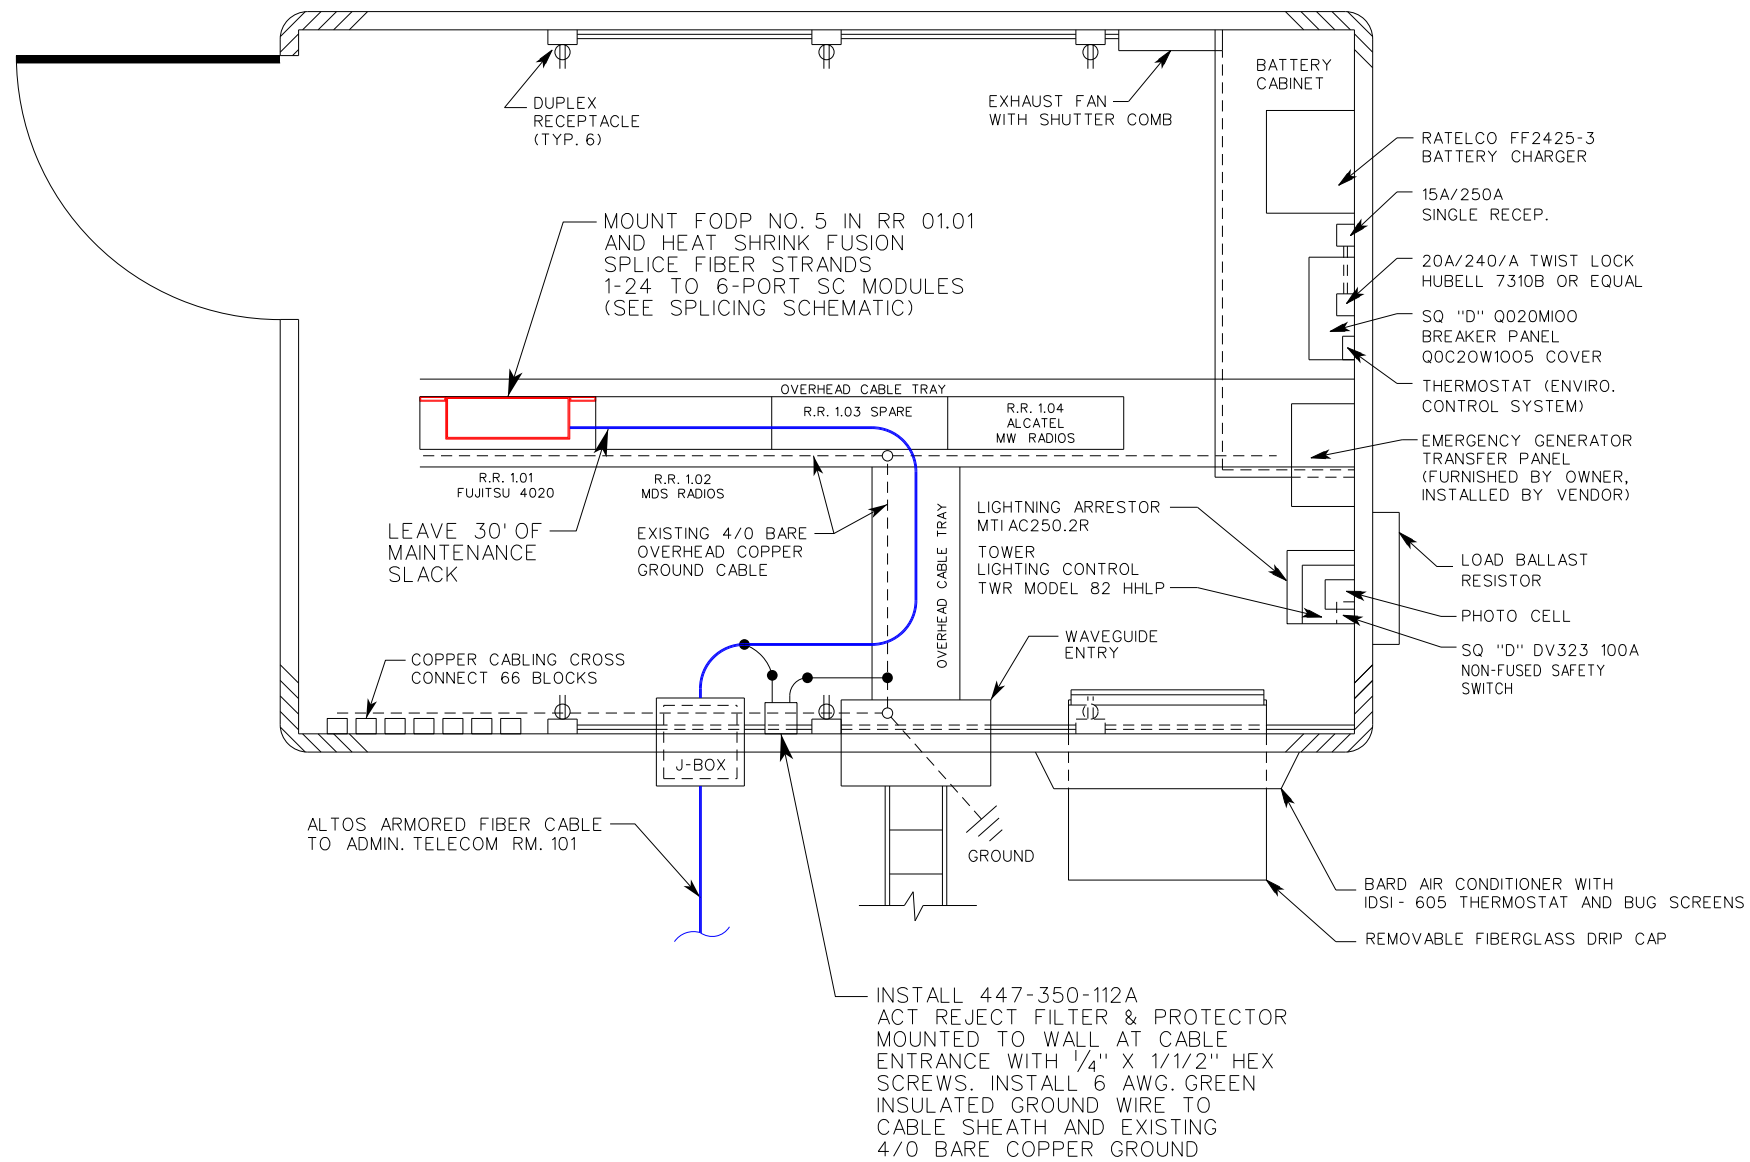 BATTERY
CABINET
DUPLEX
RECEPTACLE
(TYP. 6)
EXHAUST FAN
WITH SHUTTER COMB
RATELCO FF2425-3
BATTERY CHARGER
15A/250A
SINGLE RECEP.
MOUNT FODP NO. 5 IN RR 01.01
AND HEAT SHRINK FUSION
SPLICE FIBER STRANDS
1-24 TO 6-PORT SC MODULES
(SEE SPLICING SCHEMATIC)
20A/240/A TWIST LOCK
HUBELL 7310B OR EQUAL
SQ "D" Q020MI00
BREAKER PANEL
Q0C20W1005 COVER
THERMOSTAT (ENVIRO.
CONTROL SYSTEM)
OVERHEAD CABLE TRAY
R.R. 1.03 SPARE
R.R. 1.04
ALCATEL
MW RADIOS
EMERGENCY GENERATOR
TRANSFER PANEL
(FURNISHED BY OWNER,
INSTALLED BY VENDOR)
R.R. 1.01
FUJITSU 4020
R.R. 1.02
MDS RADIOS
LEAVE 30' OF
MAINTENANCE
SLACK
EXISTING 4/0 BARE
OVERHEAD COPPER
GROUND CABLE
OVERHEAD CABLE TRAY
LIGHTNING ARRESTOR
MTI AC250.2R
TOWER
LIGHTING CONTROL
TWR MODEL 82 HHLP
LOAD BALLAST
RESISTOR
PHOTO CELL
SQ "D" DV323 100A
NON-FUSED SAFETY
SWITCH
WAVEGUIDE
ENTRY
COPPER CABLING CROSS
CONNECT 66 BLOCKS
J-BOX
ALTOS ARMORED FIBER CABLE
TO ADMIN. TELECOM RM. 101
GROUND
BARD AIR CONDITIONER WITH
IDSI- 605 THERMOSTAT AND BUG SCREENS
REMOVABLE FIBERGLASS DRIP CAP
INSTALL 447-350-112A
ACT REJECT FILTER & PROTECTOR
MOUNTED TO WALL AT CABLE
ENTRANCE WITH 1/4" X 1/1/2" HEX
SCREWS. INSTALL 6 AWG. GREEN
INSULATED GROUND WIRE TO
CABLE SHEATH AND EXISTING
4/0 BARE COPPER GROUND